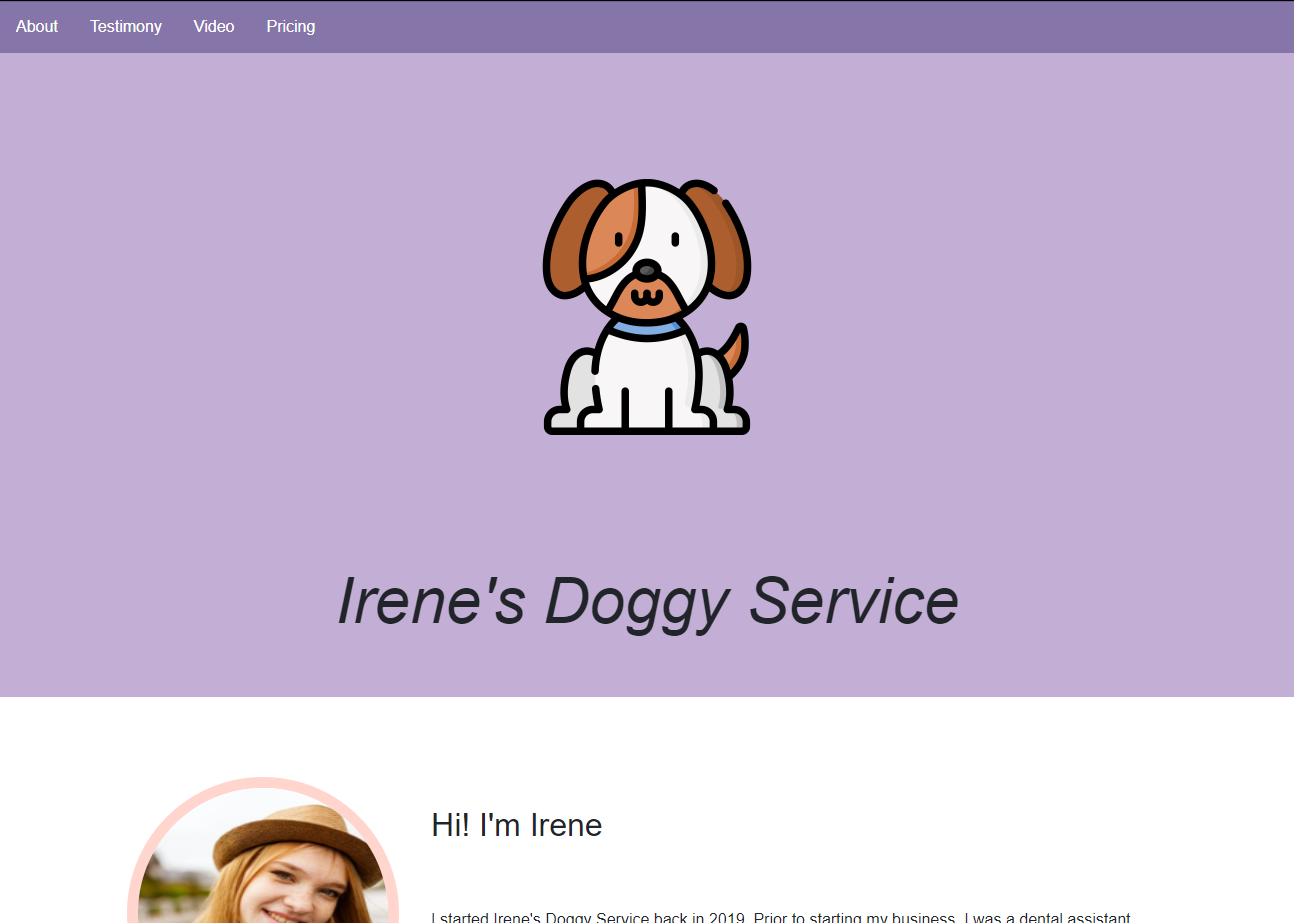 About Testimony Video Pricing
Irene's Doggy Service
Hi! I'm Irene
I started Irene's Doggy Service back in 2019. Prior to starting my business, I was a dental assistant